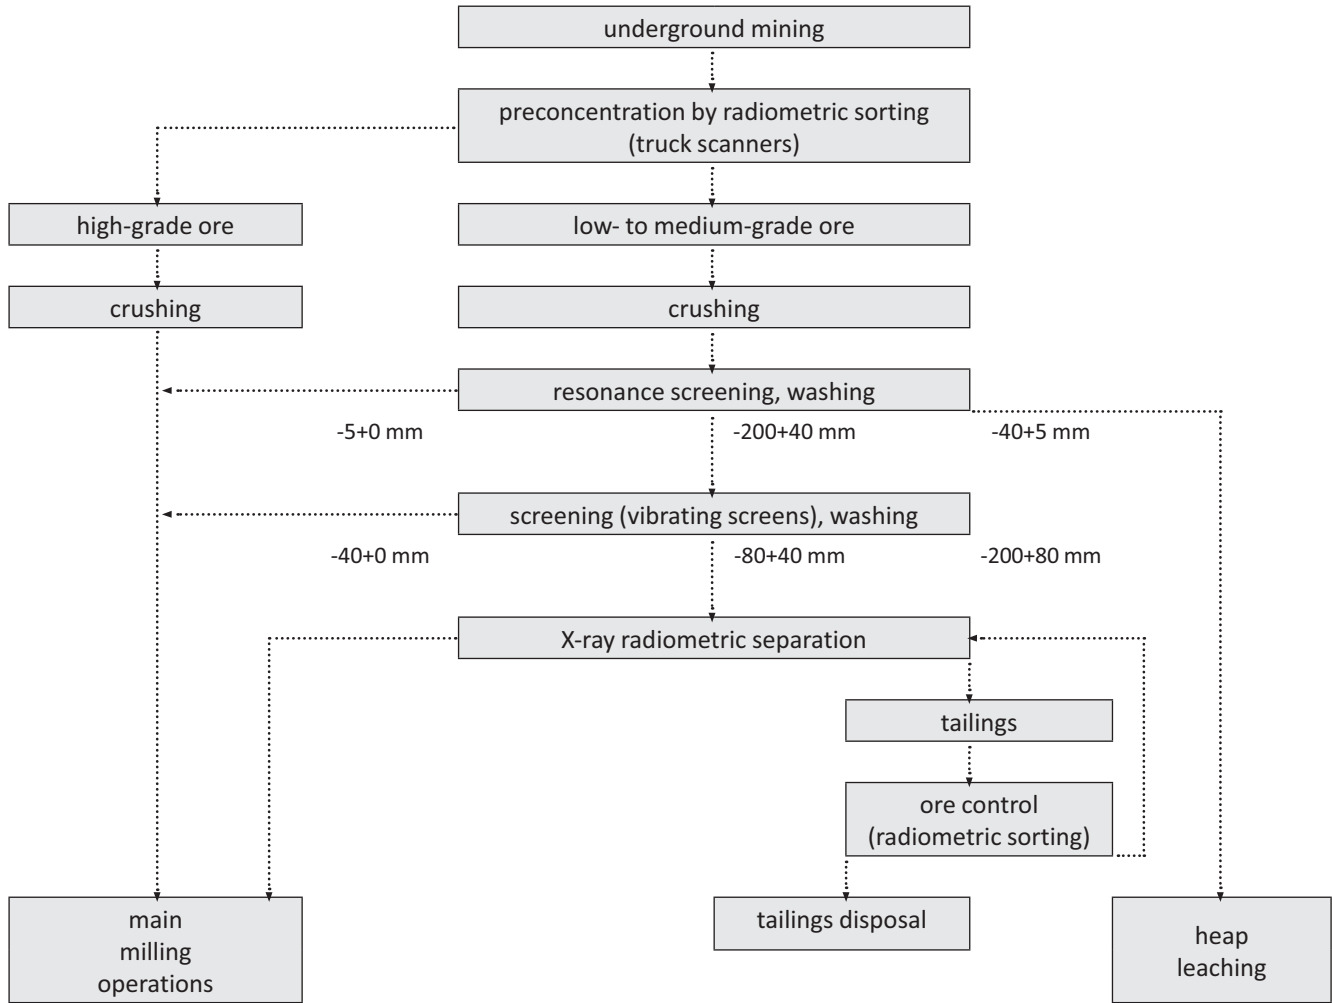 underground mining
preconcentration by radiometric sorting
(truck scanners)
high-grade ore
low- to medium-grade ore
crushing
crushing
resonance screening, washing
-5+0 mm
-200+40 mm
-40+5 mm
screening (vibrating screens), washing
-40+0 mm
-80+40 mm
-200+80 mm
X-ray radiometric separation
tailings
ore control
(radiometric sorting)
main
milling
operations
tailings disposal
heap
leaching